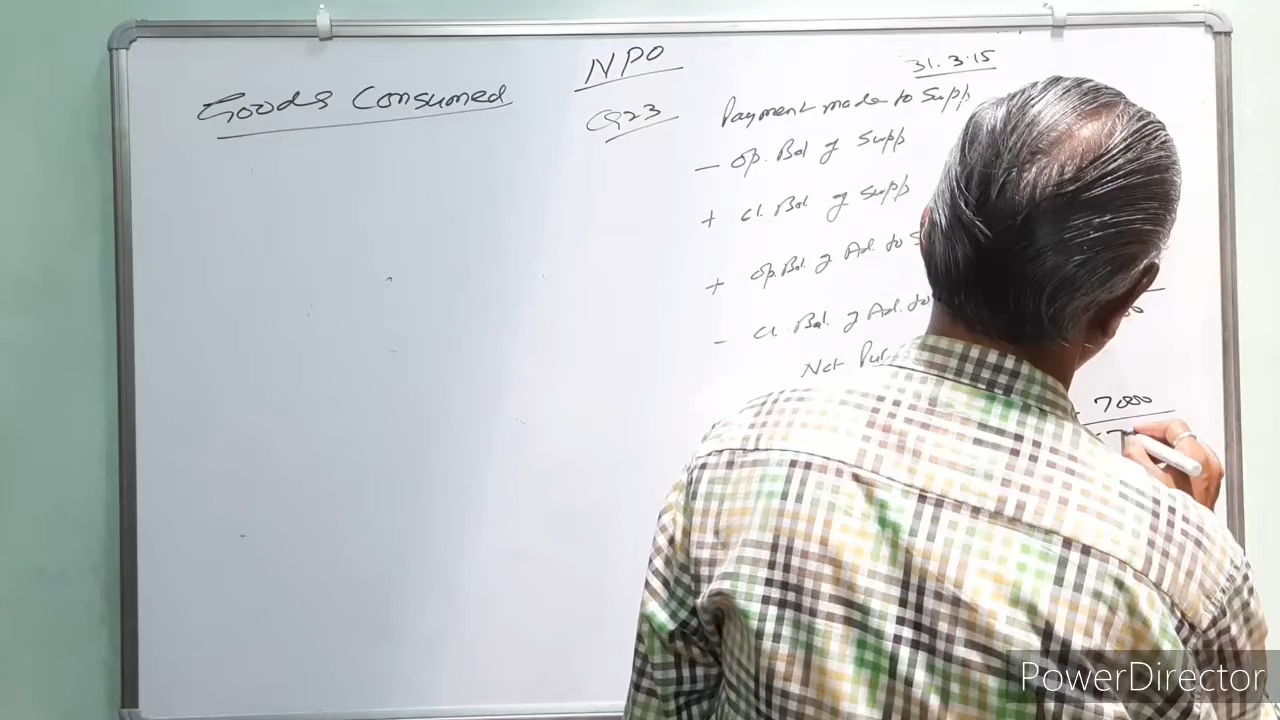 NPO
31.3.15
Goods Consumed
Q23
Payment made to Supp
- Op. Bal of Supp
+ Cl. Bal. of Supp
+ Op. Bal. of Ad. to S
- Cl. Bal. of Ad. to
Net Pur.
7000
PowerDirector